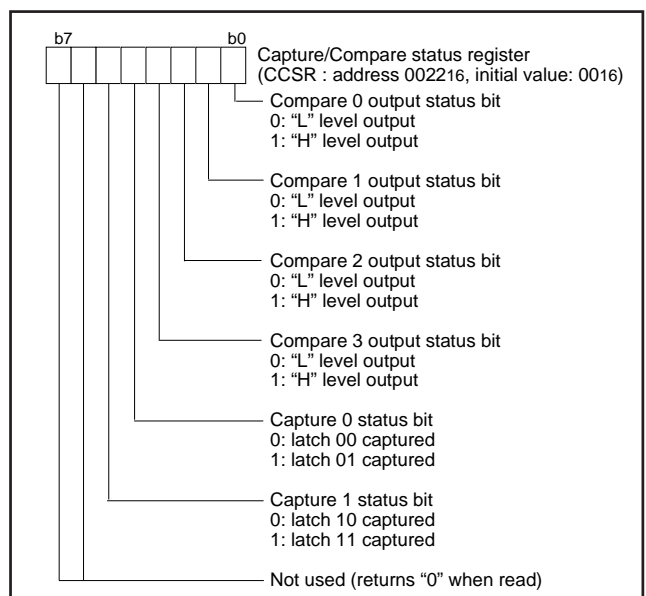 b7 b0
Capture/Compare status register
(CCSR : address 002216, initial value: 0016)
Compare 0 output status bit
0: “L” level output
1: “H” level output
Compare 1 output status bit
0: “L” level output
1: “H” level output
Compare 2 output status bit
0: “L” level output
1: “H” level output
Compare 3 output status bit
0: “L” level output
1: “H” level output
Capture 0 status bit
0: latch 00 captured
1: latch 01 captured
Capture 1 status bit
0: latch 10 captured
1: latch 11 captured
Not used (returns “0” when read)